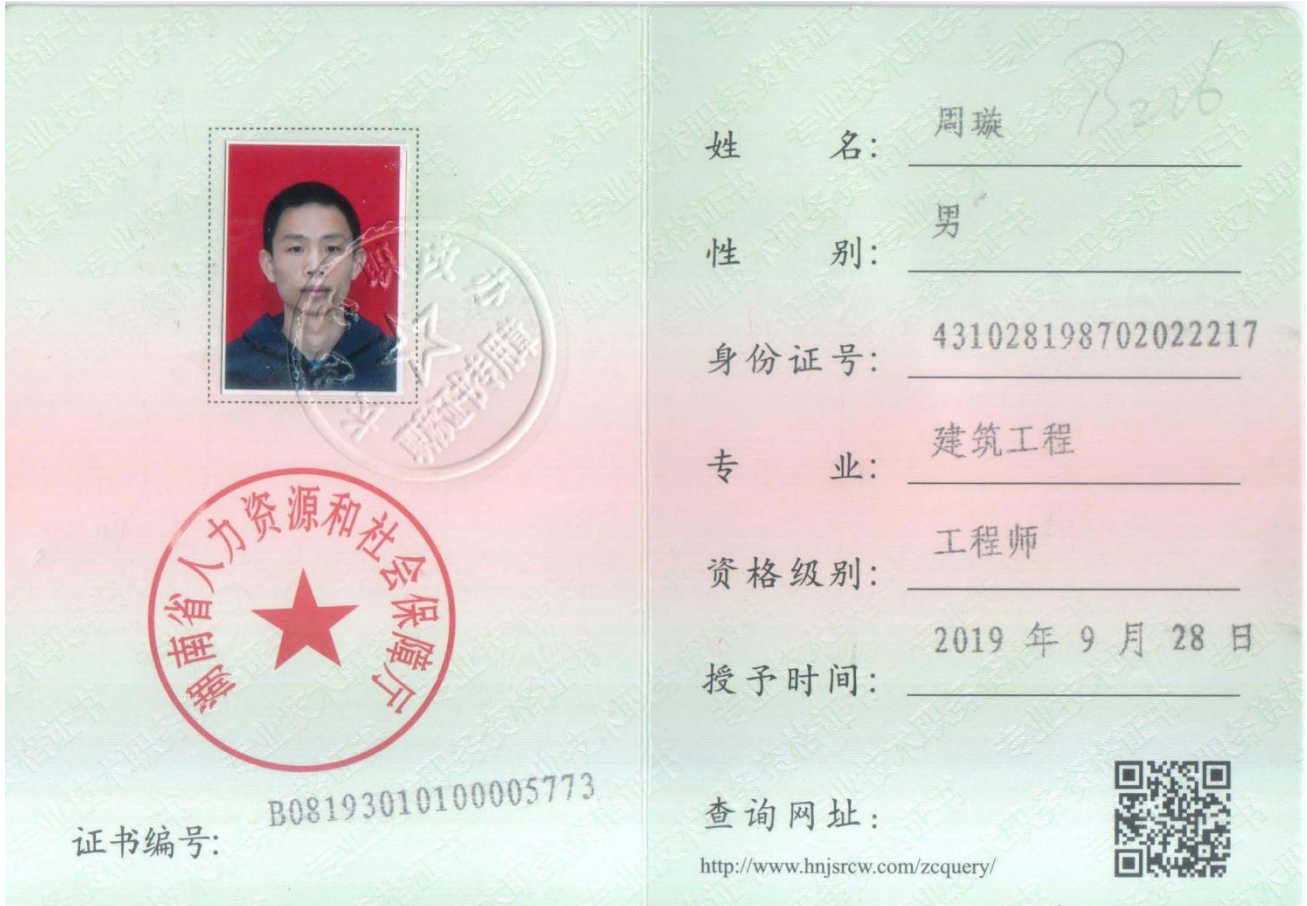 湖南省人力资源和社会保障厅
证书编号: B08193010100005773
姓 名: 周璇
性 别: 男
身份证号: 431028198702022217
专 业: 建筑工程
资格级别: 工程师
授予时间: 2019 年 9 月 28 日
查询网址:
http://www.hnjsrcw.com/zcquery/